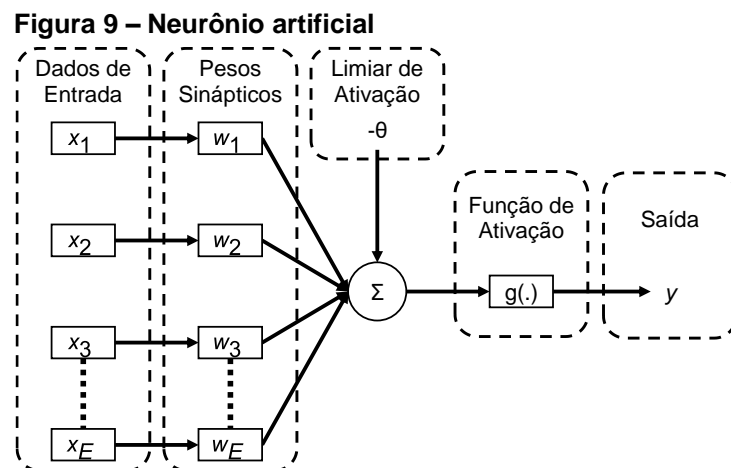 Figura 9 – Neurônio artificial
Dados de
Entrada
Pesos
Sinápticos
Limiar de
Ativação
-θ
x1
w1
x2
w2
x3
w3
xE
wE
Σ
Função de
Ativação
g(.)
Saída
y